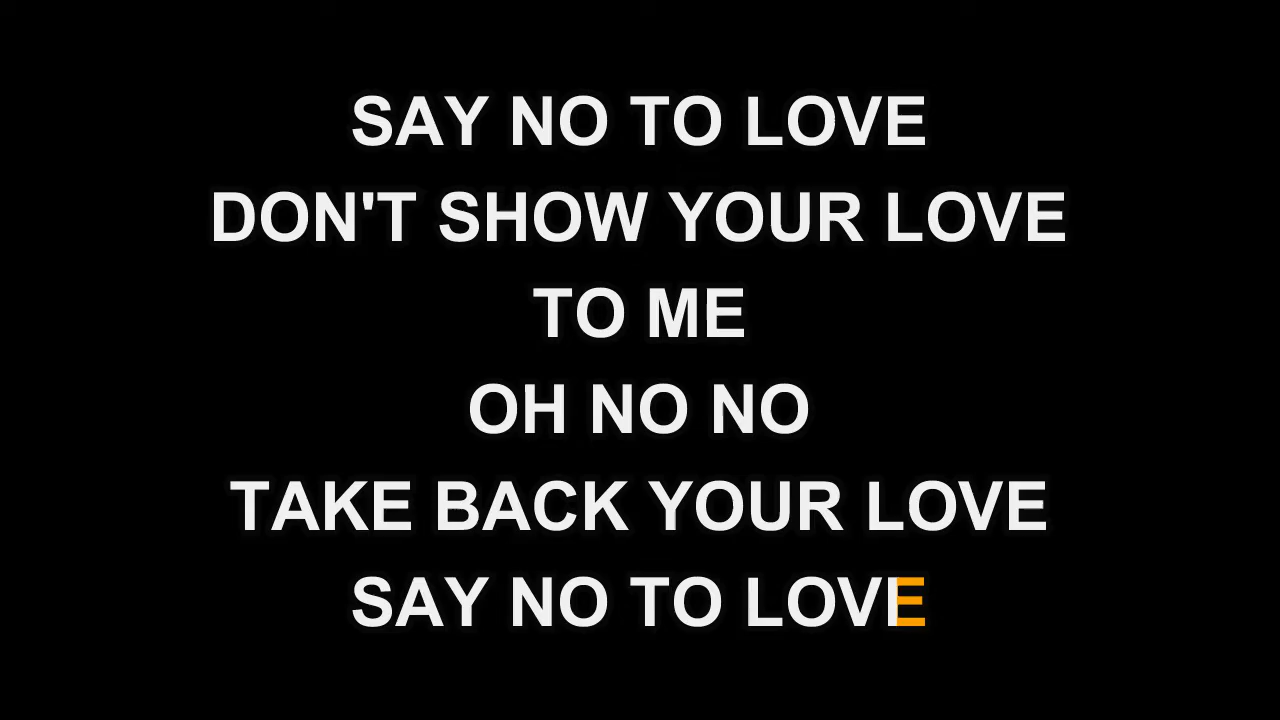 SAY NO TO LOVE
DON'T SHOW YOUR LOVE
TO ME
OH NO NO
TAKE BACK YOUR LOVE
SAY NO TO LOVE